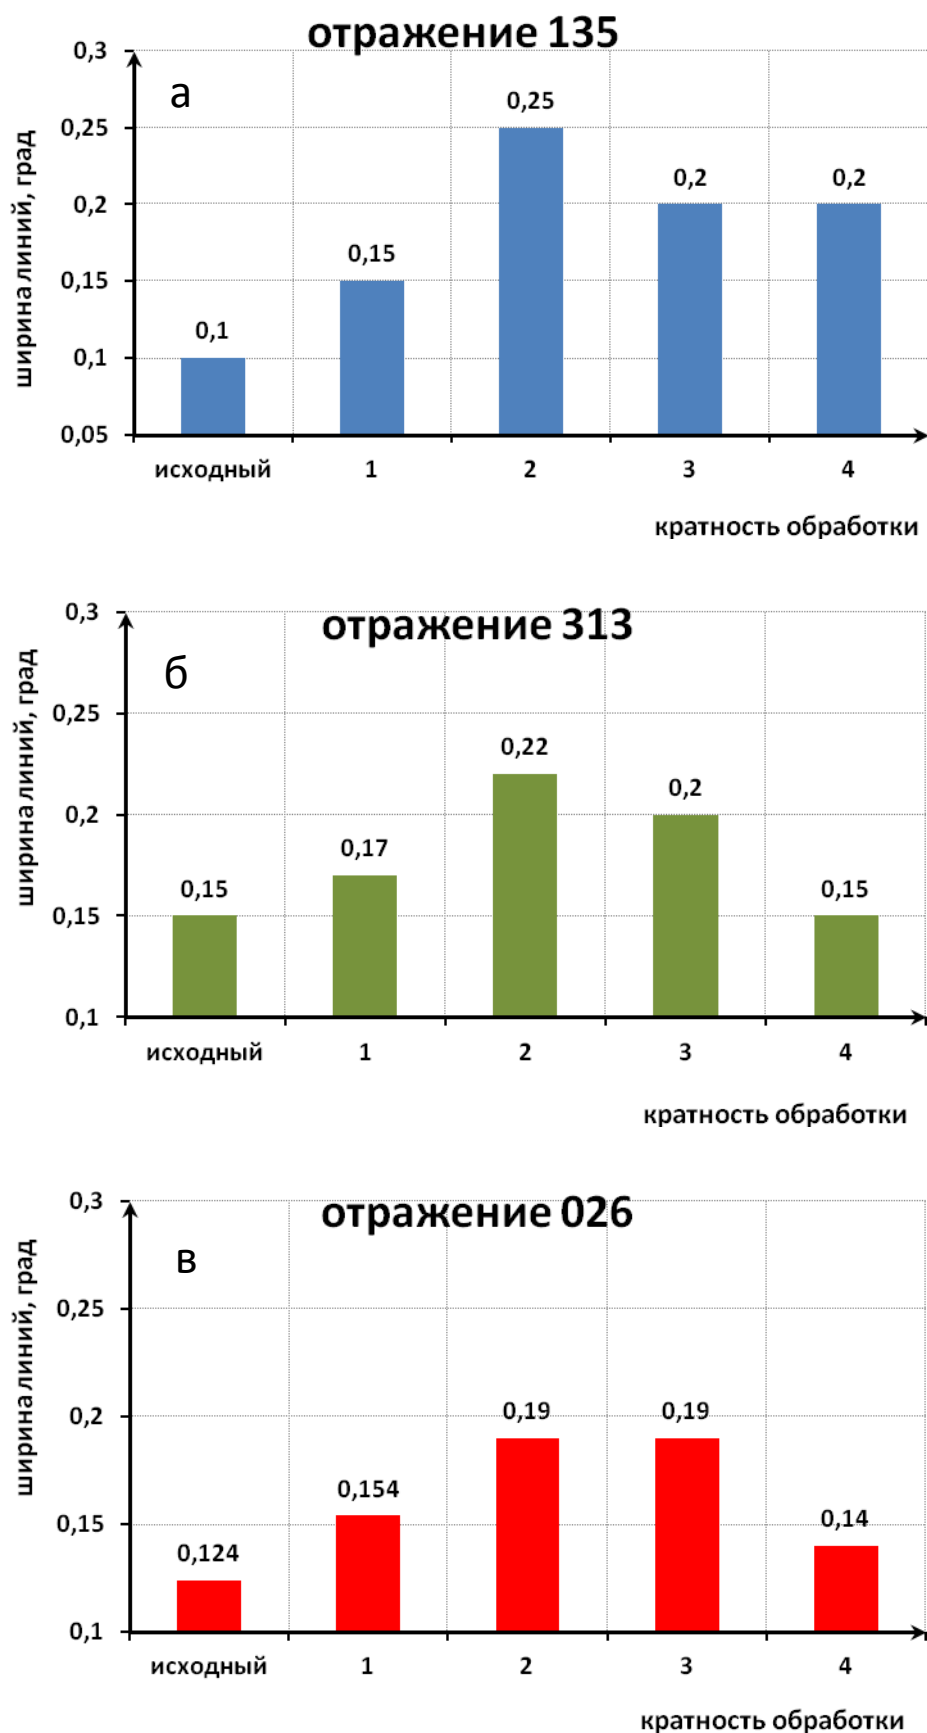 отражение 135
0,3
а
0,25
0,25
0,2
0,2
0,2
0,15
0,15
0,1
0,1
0,05
ширина линий, град
исходный 1 2 3 4
кратность обработки
отражение 313
0,3
б
0,25
0,22
0,2
0,2
0,17
0,15
0,15
0,15
0,1
ширина линий, град
исходный 1 2 3 4
кратность обработки
отражение 026
0,3
в
0,25
0,2
0,19
0,19
0,154
0,15
0,14
0,124
0,1
ширина линий, град
исходный 1 2 3 4
кратность обработки